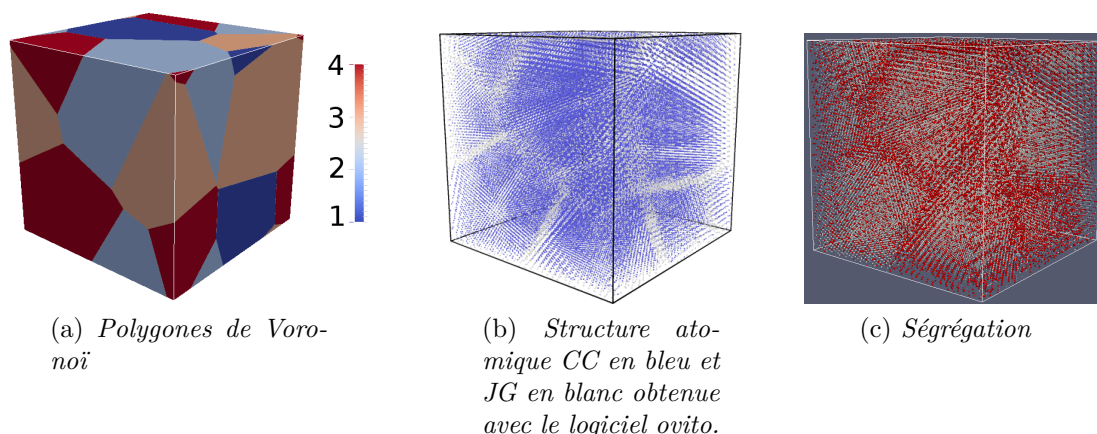 4
3
2
1
(a) Polygones de Voro-
noï
(b) Structure ato-
mique CC en bleu et
JG en blanc obtenue
avec le logiciel ovito.
(c) Ségrégation